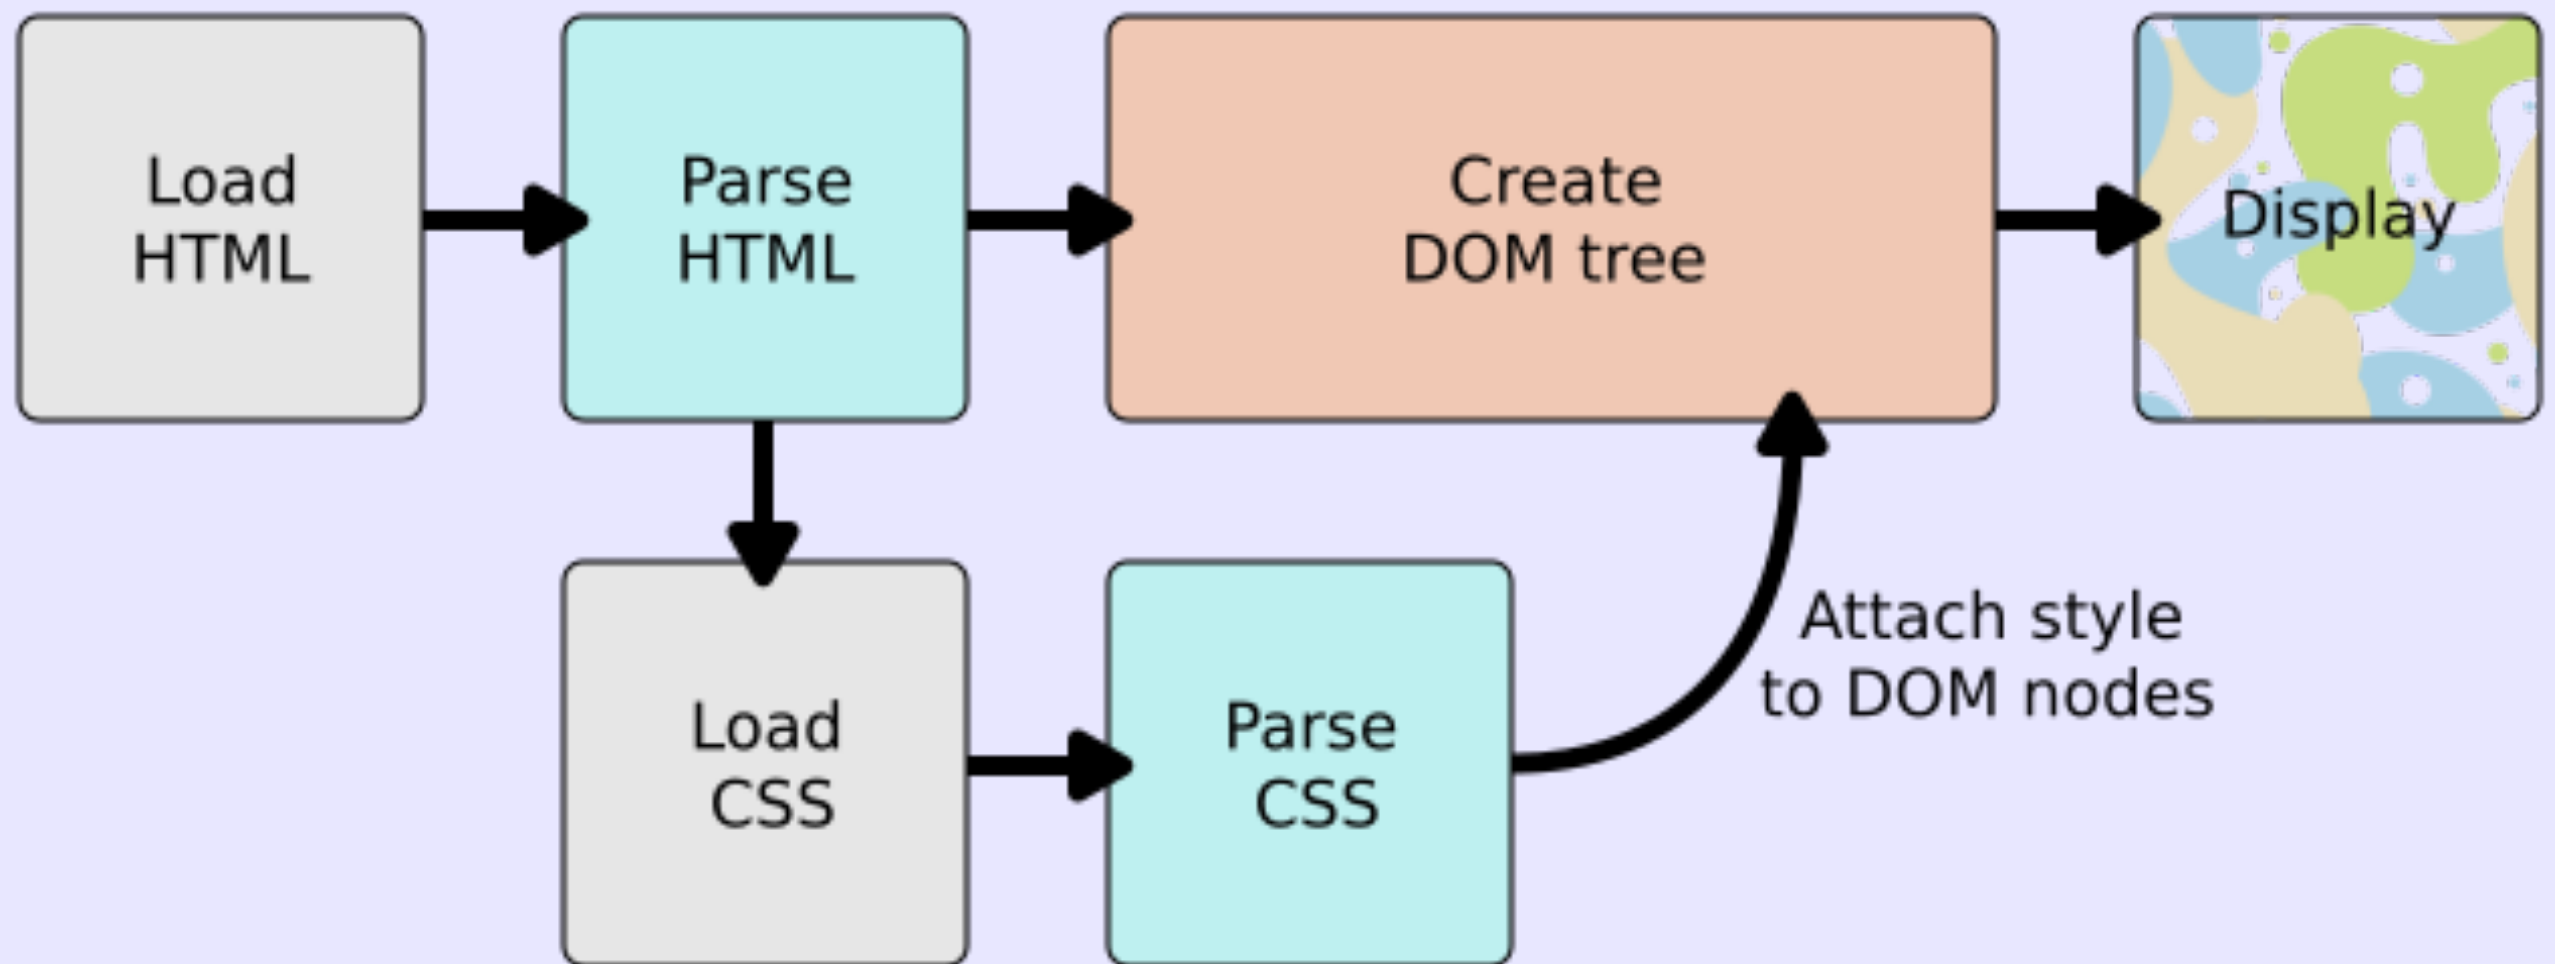 Load
HTML
Parse
HTML
Create
DOM tree
Display
Load
CSS
Parse
CSS
Attach style
to DOM nodes